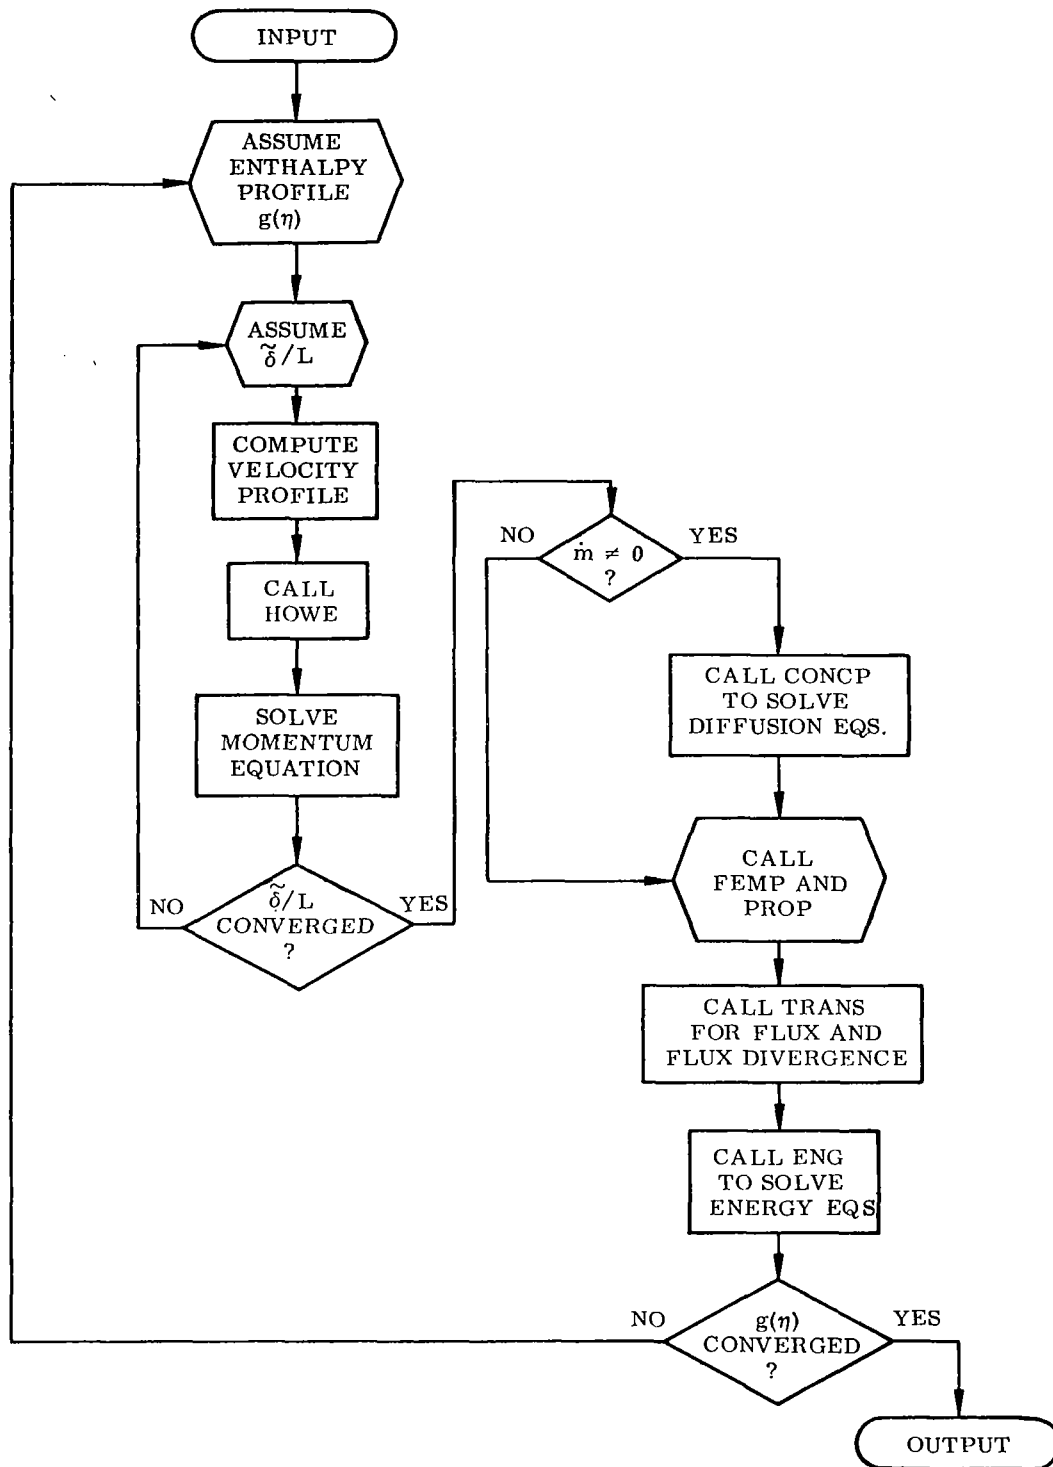 INPUT
ASSUME
ENTHALPY
PROFILE
g(η)
ASSUME
δ̃/L
COMPUTE
VELOCITY
PROFILE
CALL
HOWE
SOLVE
MOMENTUM
EQUATION
NO
δ̃/L
CONVERGED
?
YES
NO
ṁ ≠ 0
?
YES
CALL CONCP
TO SOLVE
DIFFUSION EQS.
CALL
FEMP AND
PROP
CALL TRANS
FOR FLUX AND
FLUX DIVERGENCE
CALL ENG
TO SOLVE
ENERGY EQS
NO
g(η)
CONVERGED
?
YES
OUTPUT